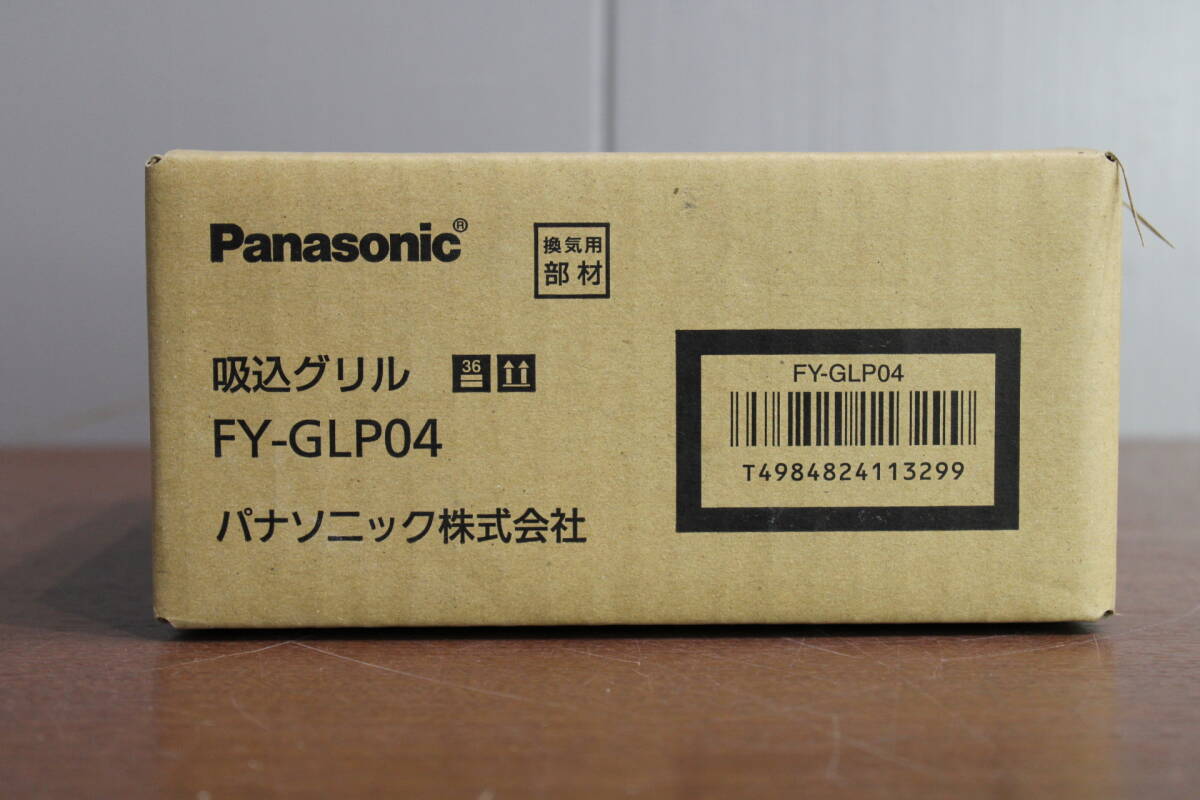 Panasonic®
換気用
部材
吸込グリル
36
FY-GLP04
パナソニック株式会社
FY-GLP04
T4984824113299